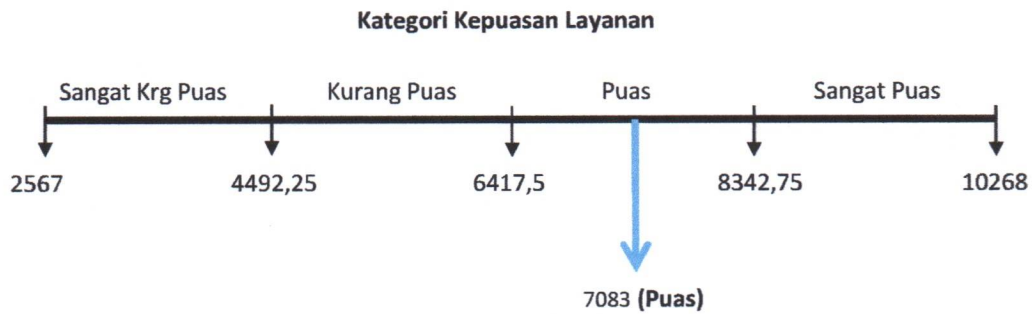 Kategori Kepuasan Layanan
Sangat Krg Puas Kurang Puas Puas Sangat Puas
2567 4492,25 6417,5 8342,75 10268
7083 (Puas)